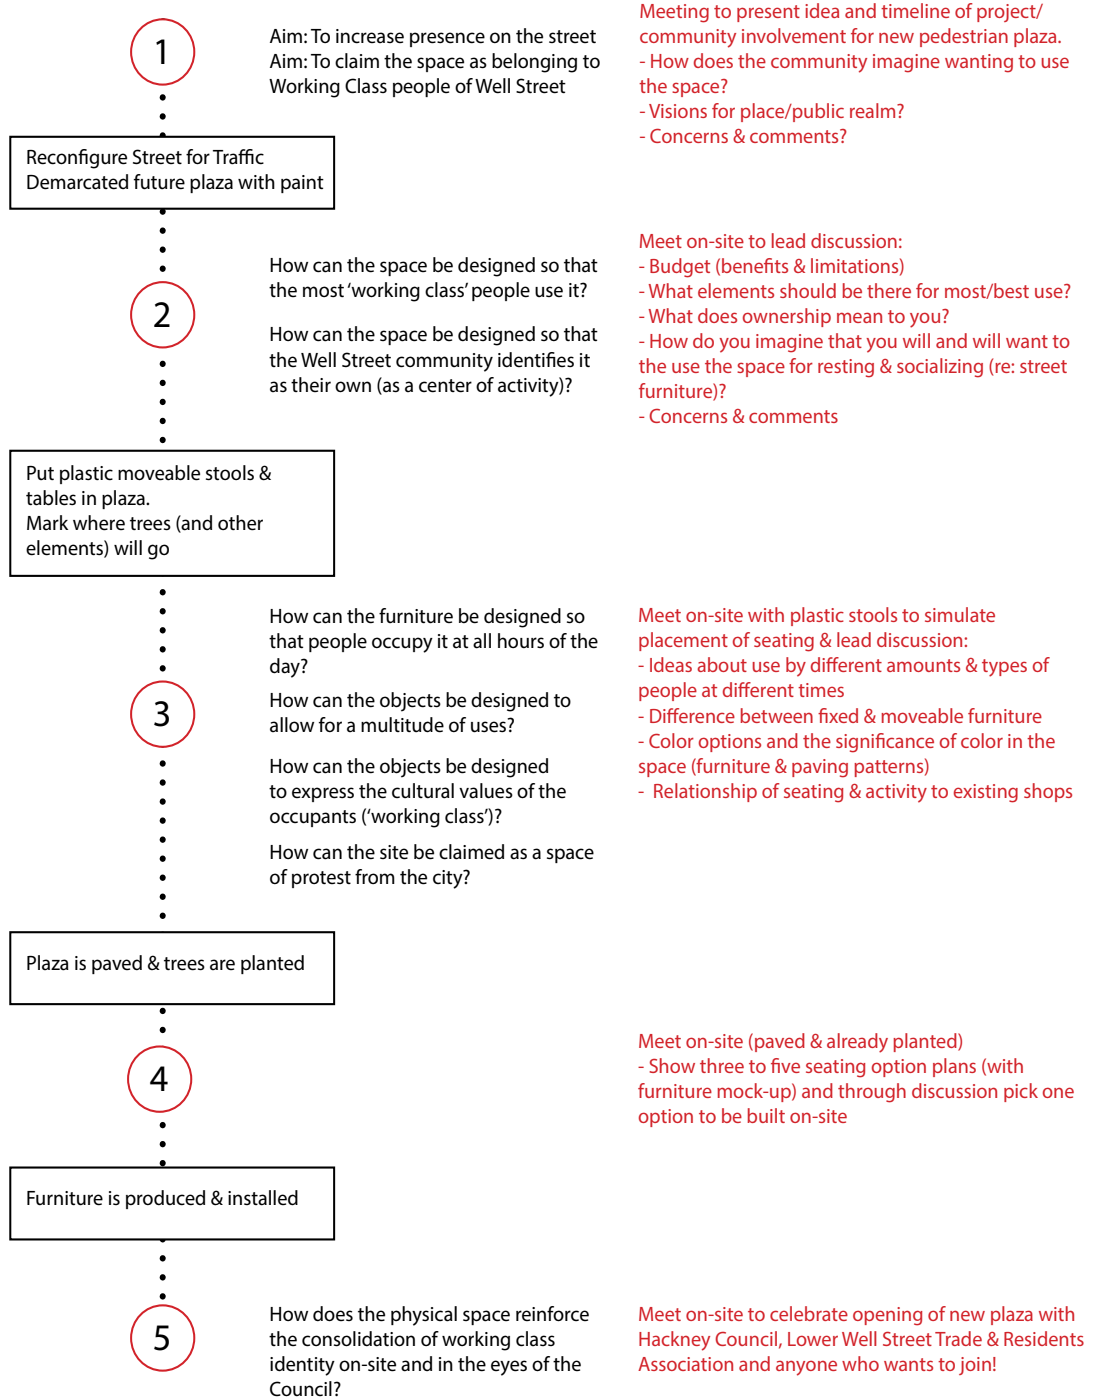 1
Aim: To increase presence on the street
Aim: To claim the space as belonging to
Working Class people of Well Street
Meeting to present idea and timeline of project/
community involvement for new pedestrian plaza.
- How does the community imagine wanting to use
the space?
- Visions for place/public realm?
- Concerns & comments?
Reconfigure Street for Traffic
Demarcated future plaza with paint
2
How can the space be designed so that
the most 'working class' people use it?
How can the space be designed so that
the Well Street community identifies it
as their own (as a center of activity)?
Meet on-site to lead discussion:
- Budget (benefits & limitations)
- What elements should be there for most/best use?
- What does ownership mean to you?
- How do you imagine that you will and will want to
the use the space for resting & socializing (re: street
furniture)?
- Concerns & comments
Put plastic moveable stools &
tables in plaza.
Mark where trees (and other
elements) will go
3
How can the furniture be designed so
that people occupy it at all hours of the
day?
How can the objects be designed to
allow for a multitude of uses?
How can the objects be designed
to express the cultural values of the
occupants ('working class')?
How can the site be claimed as a space
of protest from the city?
Meet on-site with plastic stools to simulate
placement of seating & lead discussion:
- Ideas about use by different amounts & types of
people at different times
- Difference between fixed & moveable furniture
- Color options and the significance of color in the
space (furniture & paving patterns)
- Relationship of seating & activity to existing shops
Plaza is paved & trees are planted
4
Meet on-site (paved & already planted)
- Show three to five seating option plans (with
furniture mock-up) and through discussion pick one
option to be built on-site
Furniture is produced & installed
5
How does the physical space reinforce
the consolidation of working class
identity on-site and in the eyes of the
Council?
Meet on-site to celebrate opening of new plaza with
Hackney Council, Lower Well Street Trade & Residents
Association and anyone who wants to join!